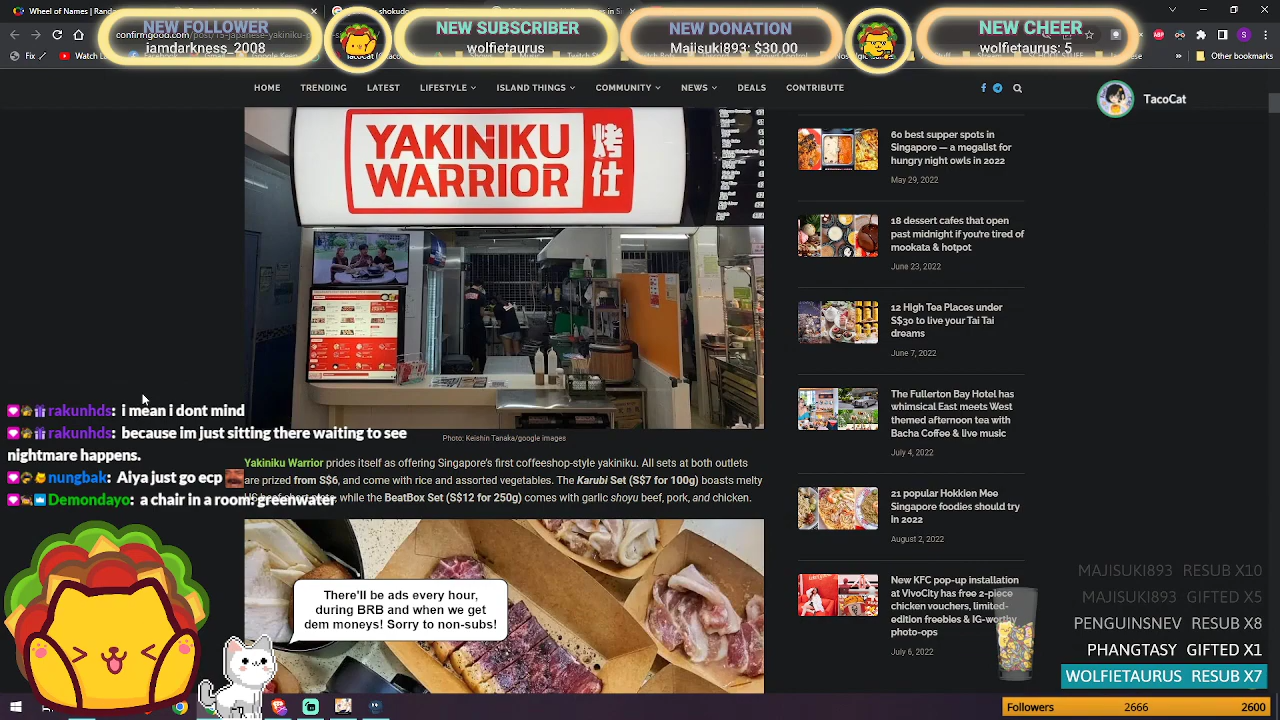 Wheel of Names | Rand
NEW FOLLOWER
NEW SUBSCRIBER
NEW DONATION
NEW CHEER
jamdarkness_2008
wolfietaurus
Majisuki893: $30.00
wolfietaurus: 5
Fix
Other bookmarks
HOME
TRENDING
LATEST
LIFESTYLE
ISLAND THINGS
COMMUNITY
NEWS
DEALS
CONTRIBUTE
TacoCat
YAKINIKU
WARRIOR
烤仕
60 best supper spots in
Singapore — a megalist for
hungry night owls in 2022
May 29, 2022
18 dessert cafes that open
past midnight if you're tired of
mookata & hotpot
June 23, 2022
12 High Tea Places under
S$30 to live your Tai Tai
dreams
June 7, 2022
The Fullerton Bay Hotel has
whimsical East meets West
themed afternoon tea with
Bacha Coffee & live music
July 4, 2022
21 popular Hokkien Mee
Singapore foodies should try
in 2022
August 2, 2022
New KFC pop-up installation
at VivoCity has free 2-piece
chicken vouchers, limited-
edition freebies & IG-worthy
photo-ops
July 6, 2022
rakunhds: i mean i dont mind
rakunhds: because im just sitting there waiting to see
nightmare happens.
nungbak: Aiya just go ecp
Demondayo: a chair in a room: greenwater
Photo: Keishin Tanaka/google images
Yakiniku Warrior prides itself as offering Singapore's first coffeeshop-style yakiniku. All sets at both outlets
are prized from S$6, and come with rice and assorted vegetables. The Karubi Set (S$7 for 100g) boasts melty
while the BeatBox Set (S$12 for 250g) comes with garlic shoyu beef, pork, and chicken.
There'll be ads every hour,
during BRB and when we get
dem moneys! Sorry to non-subs!
MAJISUKI893 RESUB X10
MAJISUKI893 GIFTED X5
PENGUINSNEV RESUB X8
PHANGTASY GIFTED X1
WOLFIETAURUS RESUB X7
Followers 2666 2600